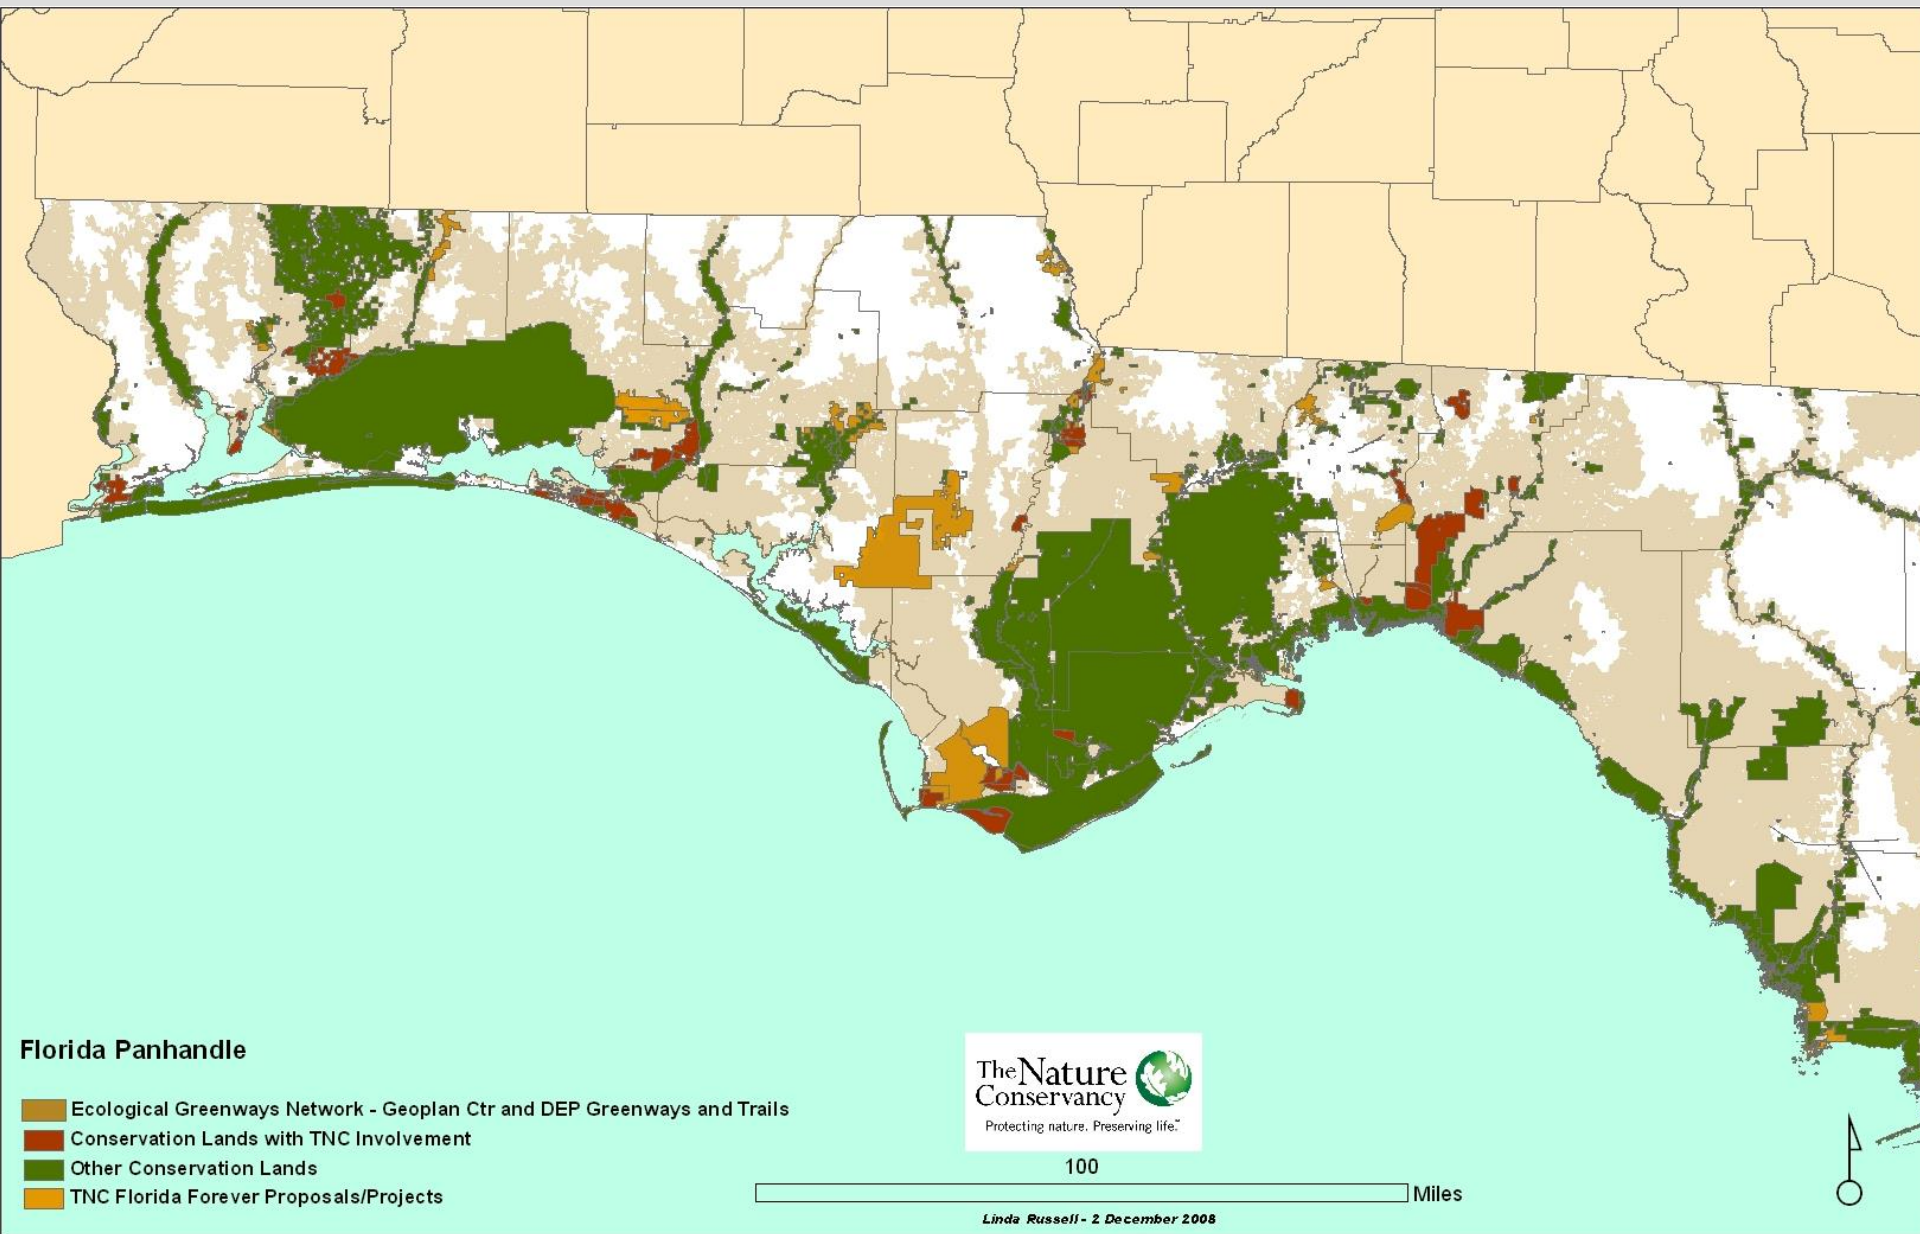 Florida Panhandle
Ecological Greenways Network - Geoplan Ctr and DEP Greenways and Trails
Conservation Lands with TNC Involvement
Other Conservation Lands
TNC Florida Forever Proposals/Projects
The Nature
Conservancy
Protecting nature. Preserving life.℠
100
Miles
Linda Russell - 2 December 2008